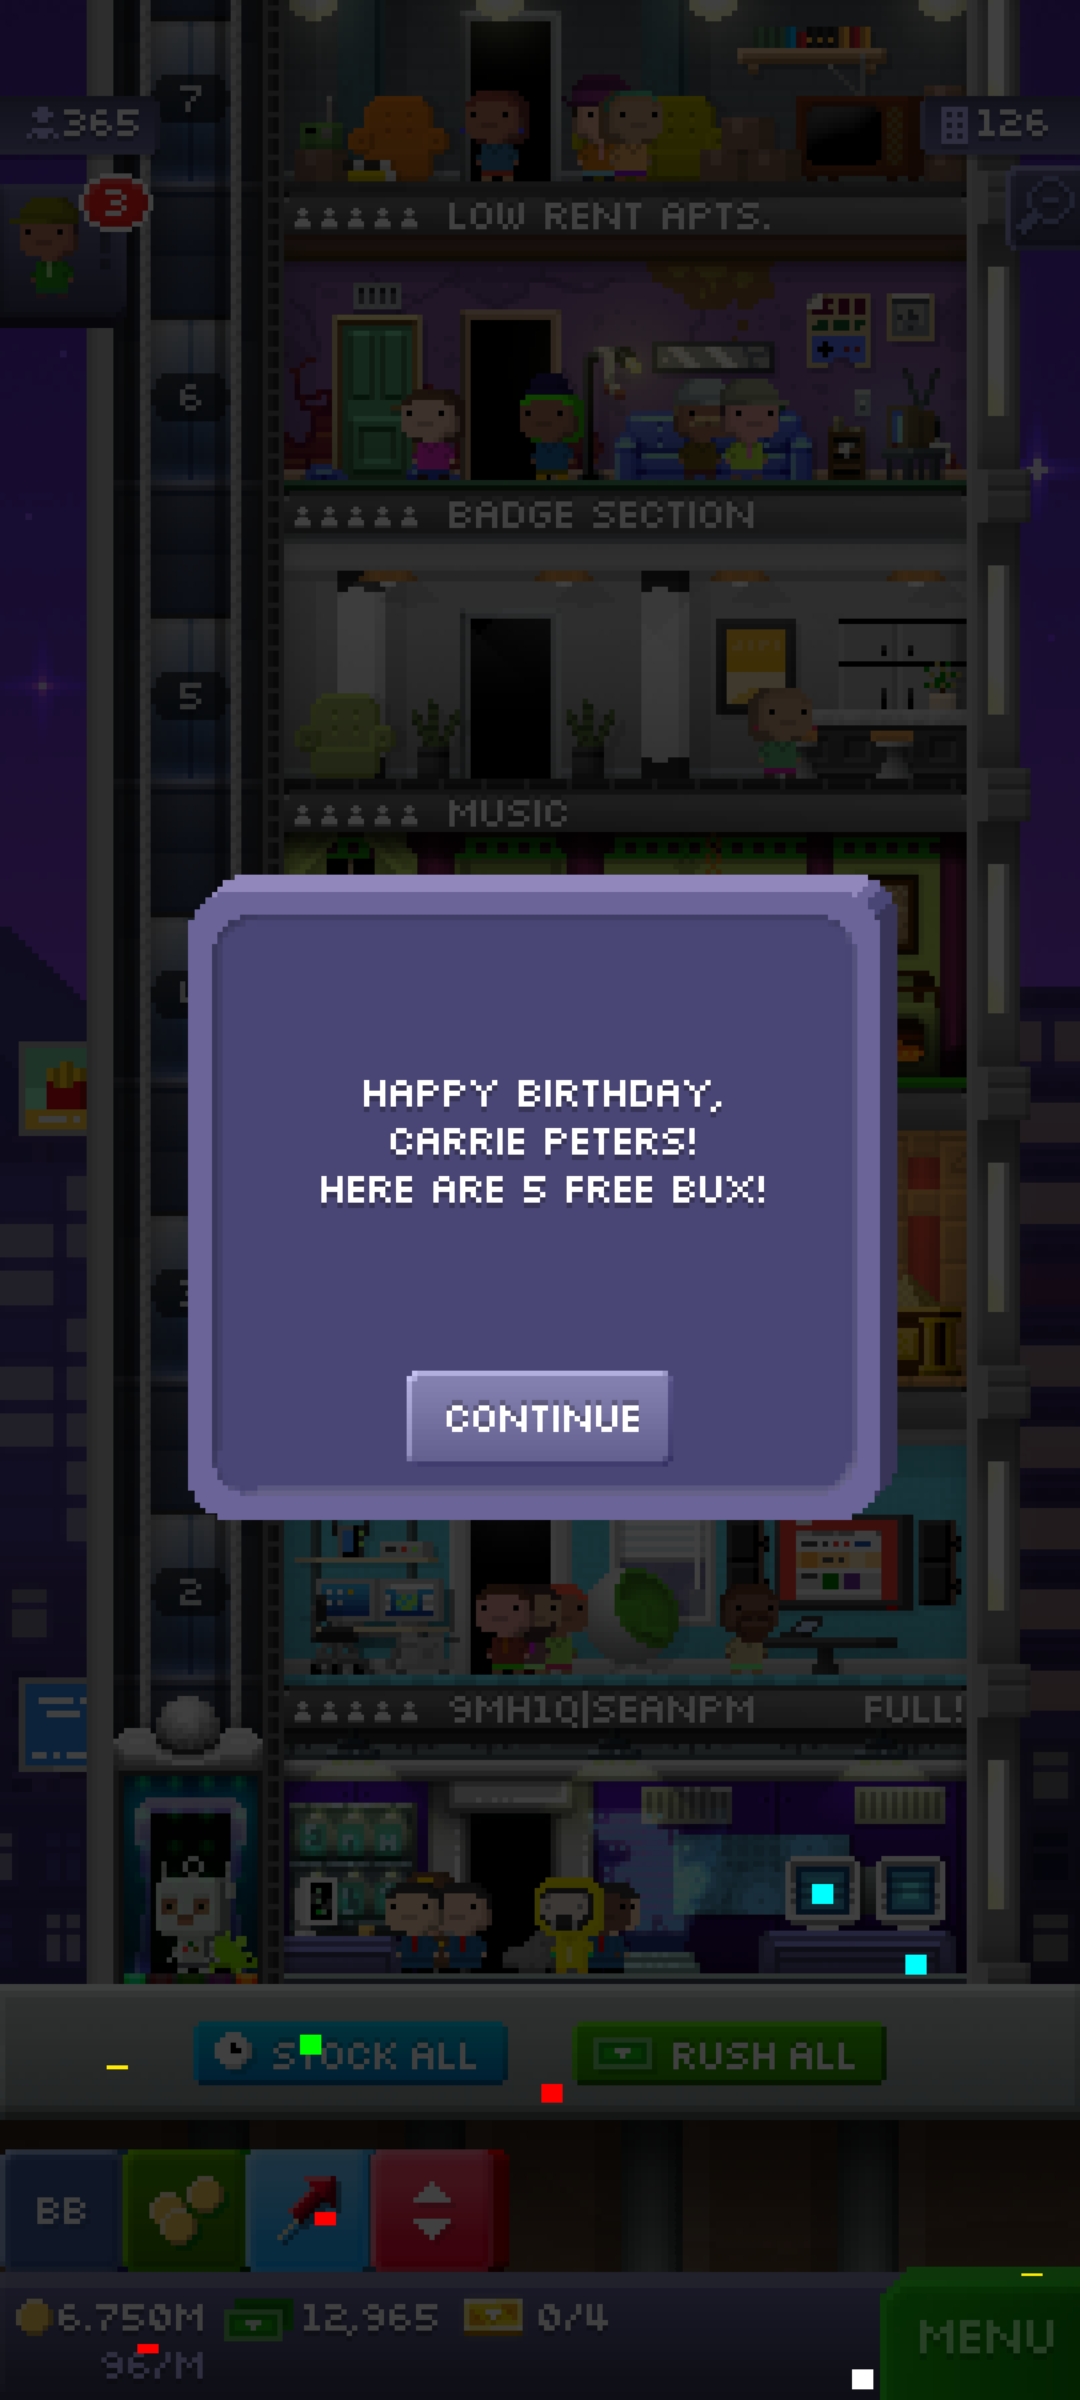 7
365
126
3
LOW RENT APTS.
6
BADGE SECTION
5
MUSIC
HAPPY BIRTHDAY,
CARRIE PETERS!
HERE ARE 5 FREE BUX!
CONTINUE
2
9MH1Q|SEANPM FULL!
STOCK ALL
RUSH ALL
BB
6.750M
12,965
0/4
967M
MENU